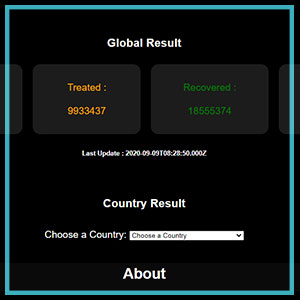 Global Result
Treated :
Recovered :
9933437
18555374
Last Update : 2020-09-09T08:28:50.000Z
Country Result
Choose a Country: Choose a Country
About